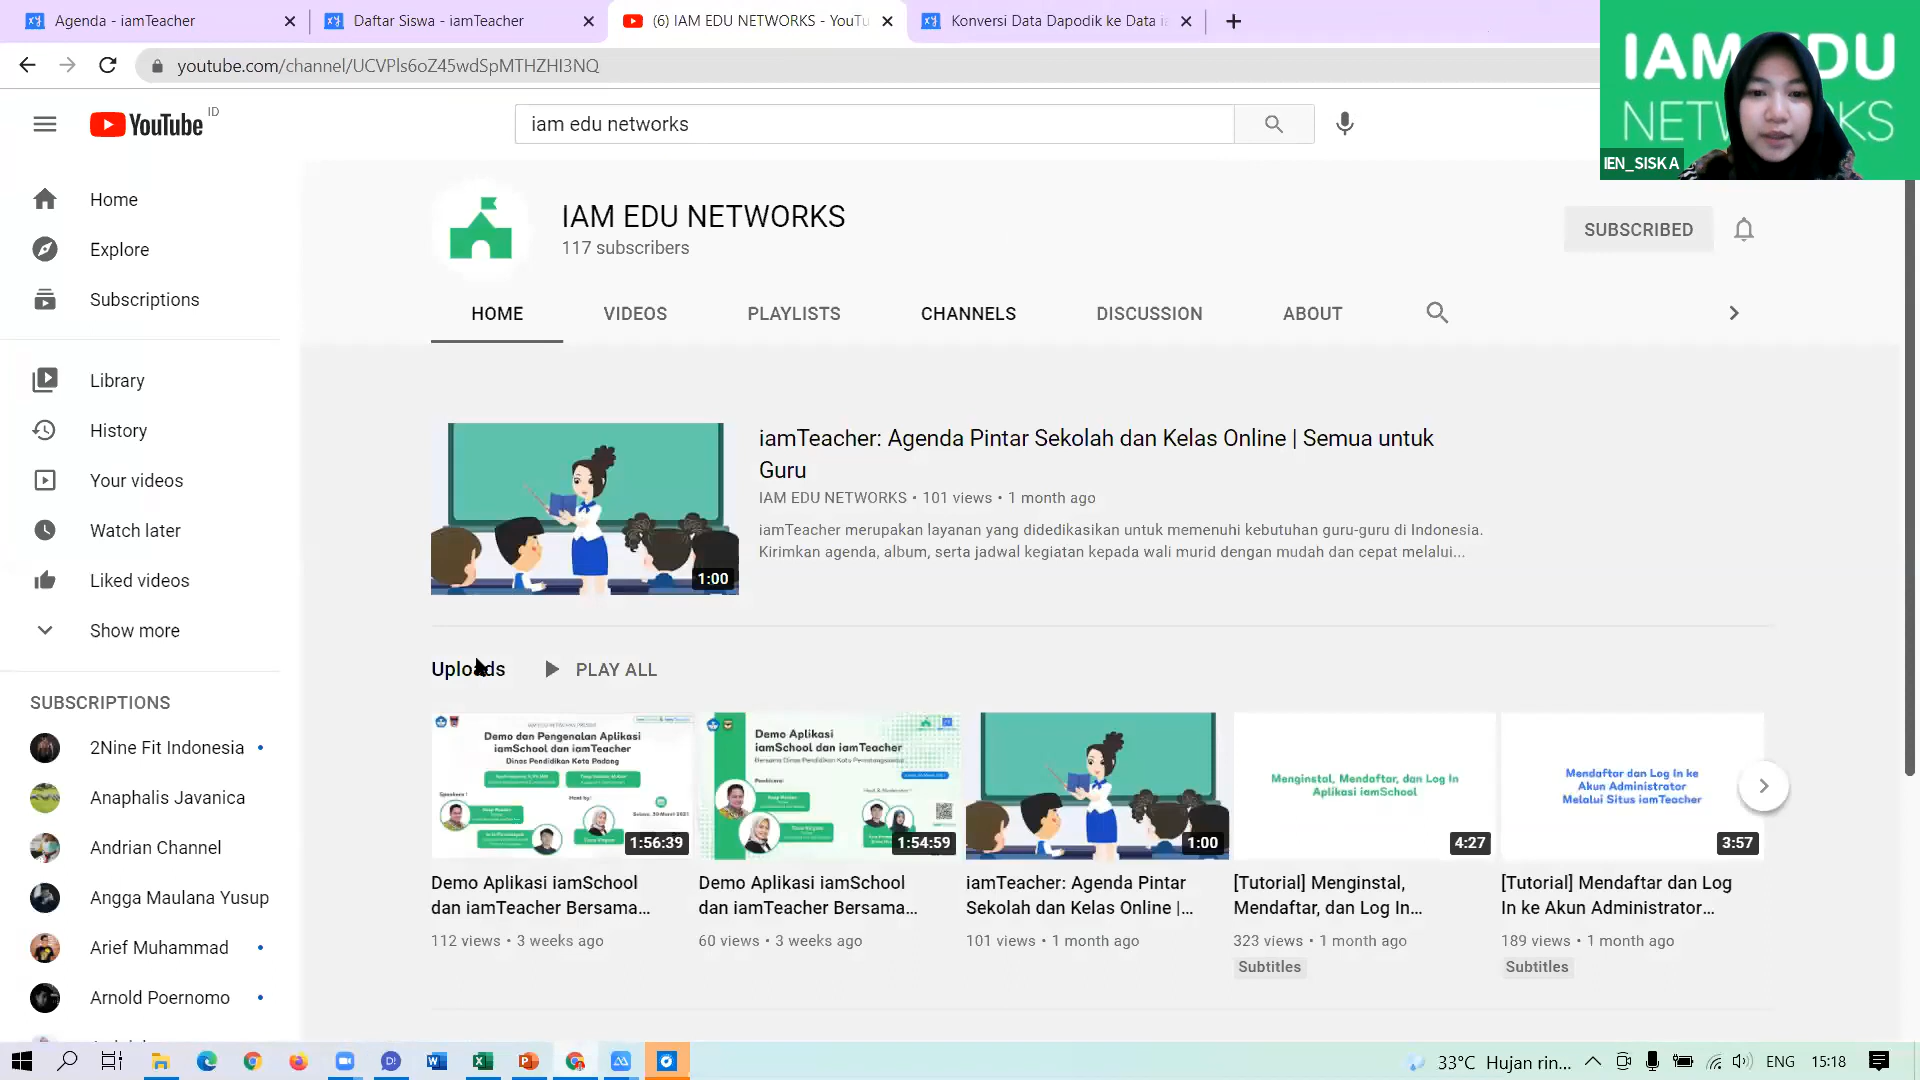 Agenda - iamTeacher
Daftar Siswa - iamTeacher
(6) IAM EDU NETWORKS - YouTu
Konversi Data Dapodik ke Data ia
youtube.com/channel/UCVPls6oZ45wdSpMTHZHI3NQ
IAM EDU
NETWORKS
IEN_SISKA
YouTube ID
iam edu networks
Home
Explore
Subscriptions
Library
History
Your videos
Watch later
Liked videos
Show more
SUBSCRIPTIONS
2Nine Fit Indonesia
Anaphalis Javanica
Andrian Channel
Angga Maulana Yusup
Arief Muhammad
Arnold Poernomo
IAM EDU NETWORKS
117 subscribers
SUBSCRIBED
HOME
VIDEOS
PLAYLISTS
CHANNELS
DISCUSSION
ABOUT
1:00
iamTeacher: Agenda Pintar Sekolah dan Kelas Online | Semua untuk
Guru
IAM EDU NETWORKS • 101 views • 1 month ago
iamTeacher merupakan layanan yang didedikasikan untuk memenuhi kebutuhan guru-guru di Indonesia.
Kirimkan agenda, album, serta jadwal kegiatan kepada wali murid dengan mudah dan cepat melalui...
Uploads
PLAY ALL
Demo dan Pengenalan Aplikasi
iamSchool dan iamTeacher
Dinas Pendidikan Kota Padang
1:56:39
Demo Aplikasi iamSchool
dan iamTeacher Bersama...
112 views • 3 weeks ago
Demo Aplikasi
iamSchool dan iamTeacher
Bersama Dinas Pendidikan Kota Pematangsiantar
1:54:59
Demo Aplikasi iamSchool
dan iamTeacher Bersama...
60 views • 3 weeks ago
1:00
iamTeacher: Agenda Pintar
Sekolah dan Kelas Online |...
101 views • 1 month ago
Menginstal, Mendaftar, dan Log In
Aplikasi iamSchool
4:27
[Tutorial] Menginstal,
Mendaftar, dan Log In...
323 views • 1 month ago
Subtitles
Mendaftar dan Log In ke
Akun Administrator
Melalui Situs iamTeacher
3:57
[Tutorial] Mendaftar dan Log
In ke Akun Administrator...
189 views • 1 month ago
Subtitles
33°C Hujan rin...
ENG
15:18